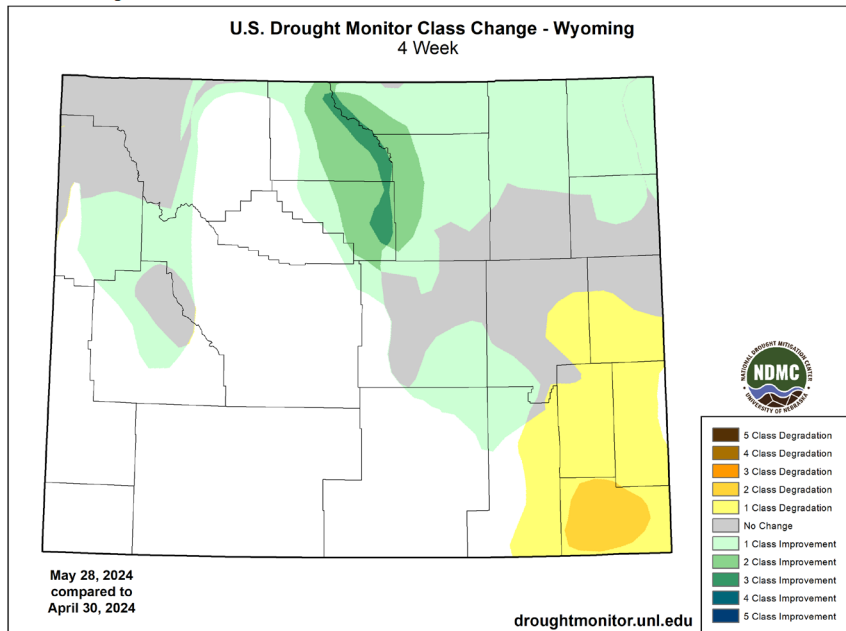 U.S. Drought Monitor Class Change - Wyoming
4 Week
NATIONAL DROUGHT MITIGATION CENTER
NDMC
UNIVERSITY OF NEBRASKA
5 Class Degradation
4 Class Degradation
3 Class Degradation
2 Class Degradation
1 Class Degradation
No Change
1 Class Improvement
2 Class Improvement
3 Class Improvement
4 Class Improvement
5 Class Improvement
May 28, 2024
compared to
April 30, 2024
droughtmonitor.unl.edu